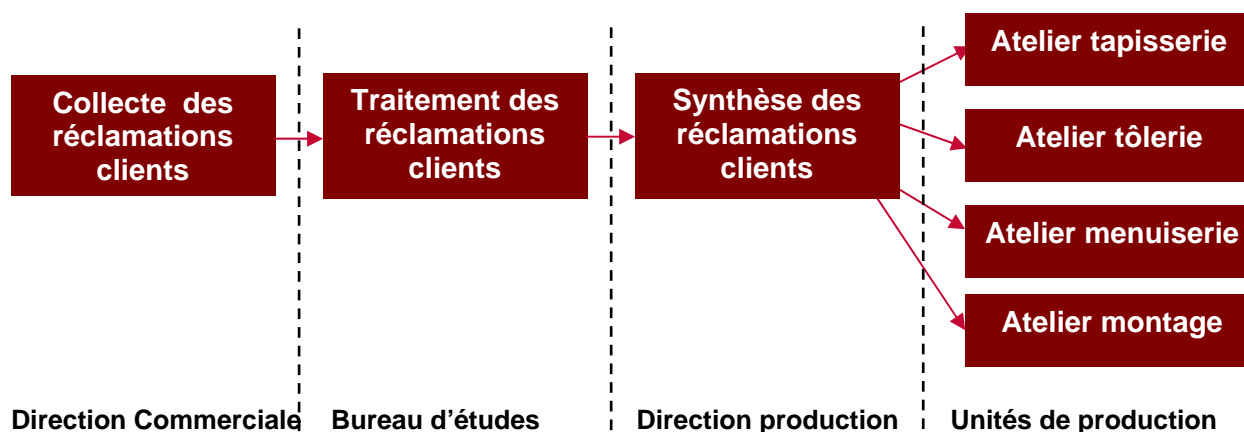 Collecte des
réclamations
clients
Traitement des
réclamations
clients
Synthèse des
réclamations
clients
Atelier tapisserie
Atelier tôlerie
Atelier menuiserie
Atelier montage
Direction Commerciale
Bureau d’études
Direction production
Unités de production